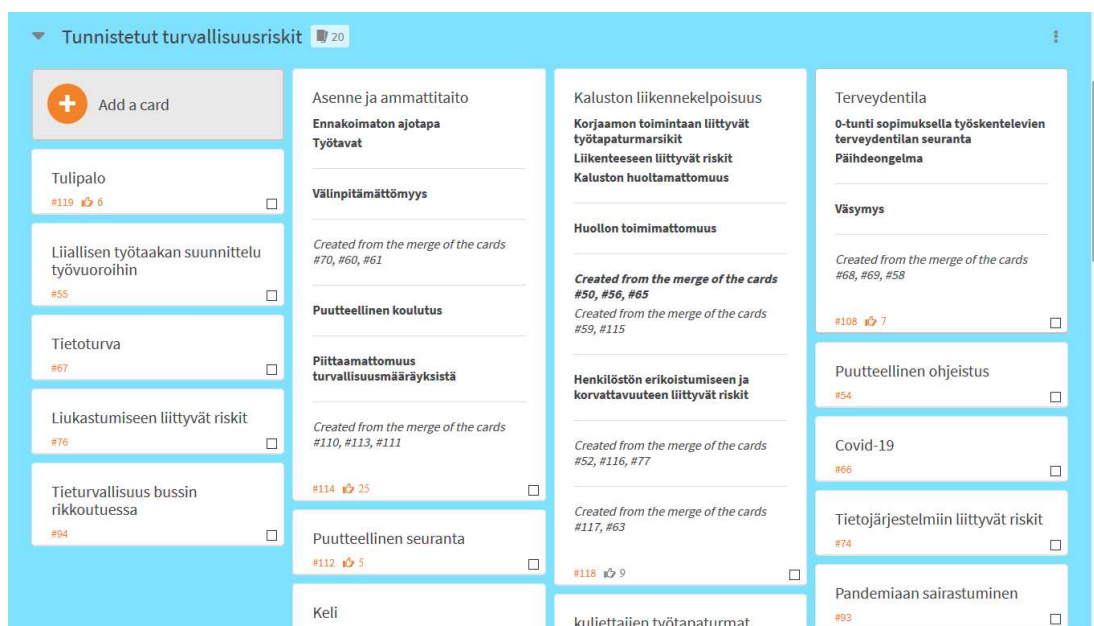 Tunnistetut turvallisuusriskit 20
Add a card
Tulipalo
#119 6
Liiallisen työtaakan suunnittelu
työvuoroihin
#55
Tietoturva
#67
Liukastumiseen liittyvät riskit
#76
Tieturvallisuus bussin
rikkoutuessa
#94
Asenne ja ammattitaito
Ennakoimaton ajotapa
Työtavat
Välinpitämättömyys
Created from the merge of the cards
#70, #60, #61
Puutteellinen koulutus
Piittaamattomuus
turvallisuusmääräyksistä
Created from the merge of the cards
#110, #113, #111
#114 25
Puutteellinen seuranta
#112 5
Keli
Kaluston liikennekelpoisuus
Korjaamon toimintaan liittyvät
työtapaturmarsikit
Liikenteeseen liittyvät riskit
Kaluston huoltamattomuus
Huollon toimimattomuus
Created from the merge of the cards
#50, #56, #65
Created from the merge of the cards
#59, #115
Henkilöstön erikoistumiseen ja
korvattavuuteen liittyvät riskit
Created from the merge of the cards
#52, #116, #77
Created from the merge of the cards
#117, #63
#118 9
kuljettajien työtapaturmat
Terveydentila
0-tunti sopimuksella työskentelevien
terveydentilan seuranta
Päihdeongelma
Väsymys
Created from the merge of the cards
#68, #69, #58
#108 7
Puutteellinen ohjeistus
#54
Covid-19
#66
Tietojärjestelmiin liittyvät riskit
#74
Pandemiaan sairastuminen
#93